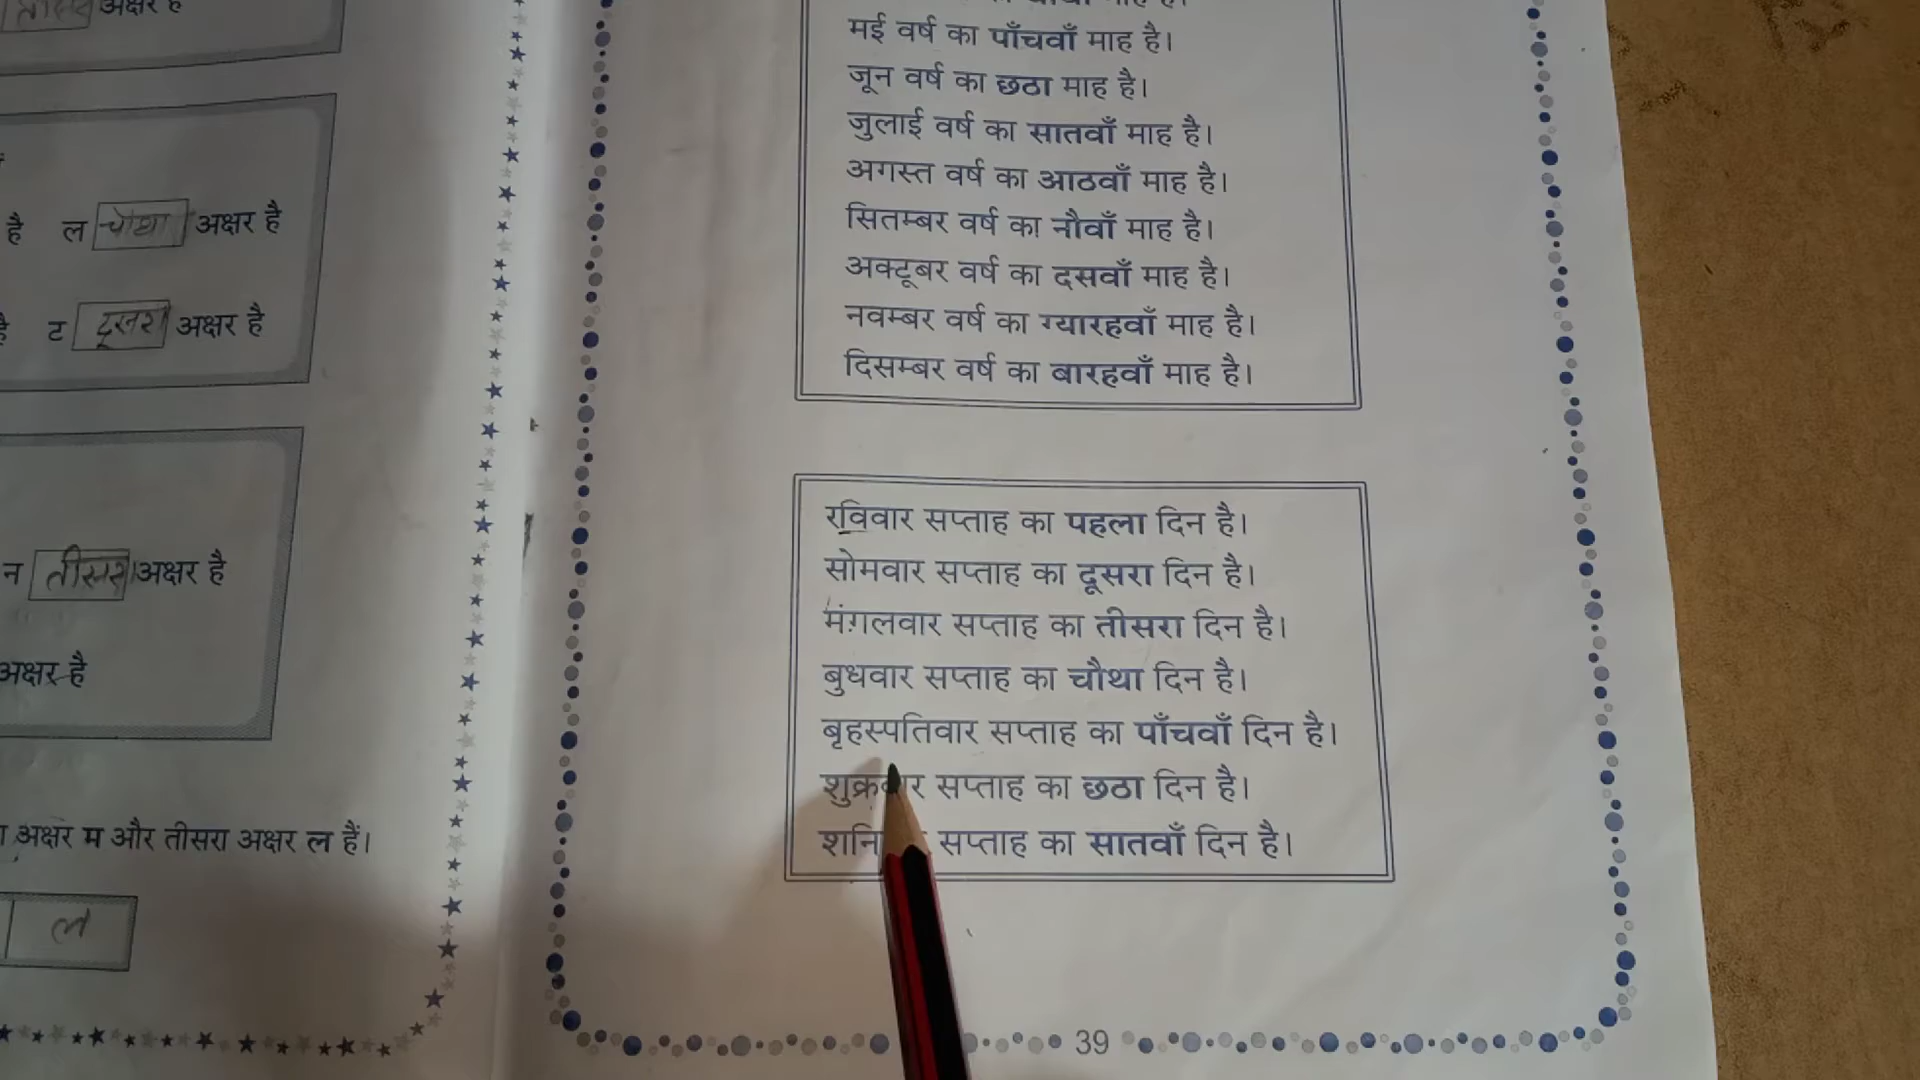 अक्षर है
ल चौथा अक्षर है
है
ट दूसरा अक्षर है
न तीसरा अक्षर है
अक्षर है
अक्षर म और तीसरा अक्षर ल हैं।
ल
मई वर्ष का पाँचवाँ माह है।
जून वर्ष का छठा माह है।
जुलाई वर्ष का सातवाँ माह है।
अगस्त वर्ष का आठवाँ माह है।
सितम्बर वर्ष का नौवाँ माह है।
अक्टूबर वर्ष का दसवाँ माह है।
नवम्बर वर्ष का ग्यारहवाँ माह है।
दिसम्बर वर्ष का बारहवाँ माह है।
रविवार सप्ताह का पहला दिन है।
सोमवार सप्ताह का दूसरा दिन है।
मंगलवार सप्ताह का तीसरा दिन है।
बुधवार सप्ताह का चौथा दिन है।
बृहस्पतिवार सप्ताह का पाँचवाँ दिन है।
शुक्रवार सप्ताह का छठा दिन है।
सप्ताह का सातवाँ दिन है।
39